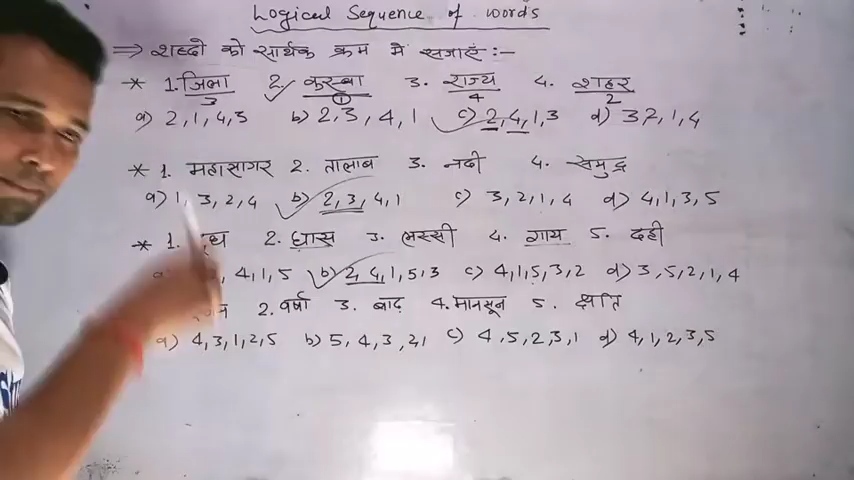 Logical Sequence of words
⇒ शब्दो को सार्थक क्रम मे सजाएं:-
* 1. जिला 2. कस्बा 3. राज्य 4. शहर
3 1 4 2
a) 2,1,4,3 b) 2,3,4,1 c) 2,4,1,3 d) 3,2,1,4
* 1. महासागर 2. तालाब 3. नदी 4. समुद्र
a) 1,3,2,4 b) 2,3,4,1 c) 3,2,1,4 d) 4,1,3,5
* 1. 2. घास 3. लस्सी 4. गाय 5. दही
4,1,5 b) 2,4,1,5,3 c) 4,1,5,3,2 d) 3,5,2,1,4
2. वर्षा 3. बाढ़ 4. मानसून 5. क्षति
a) 4,3,1,2,5 b) 5,4,3,2,1 c) 4,5,2,3,1 d) 4,1,2,3,5